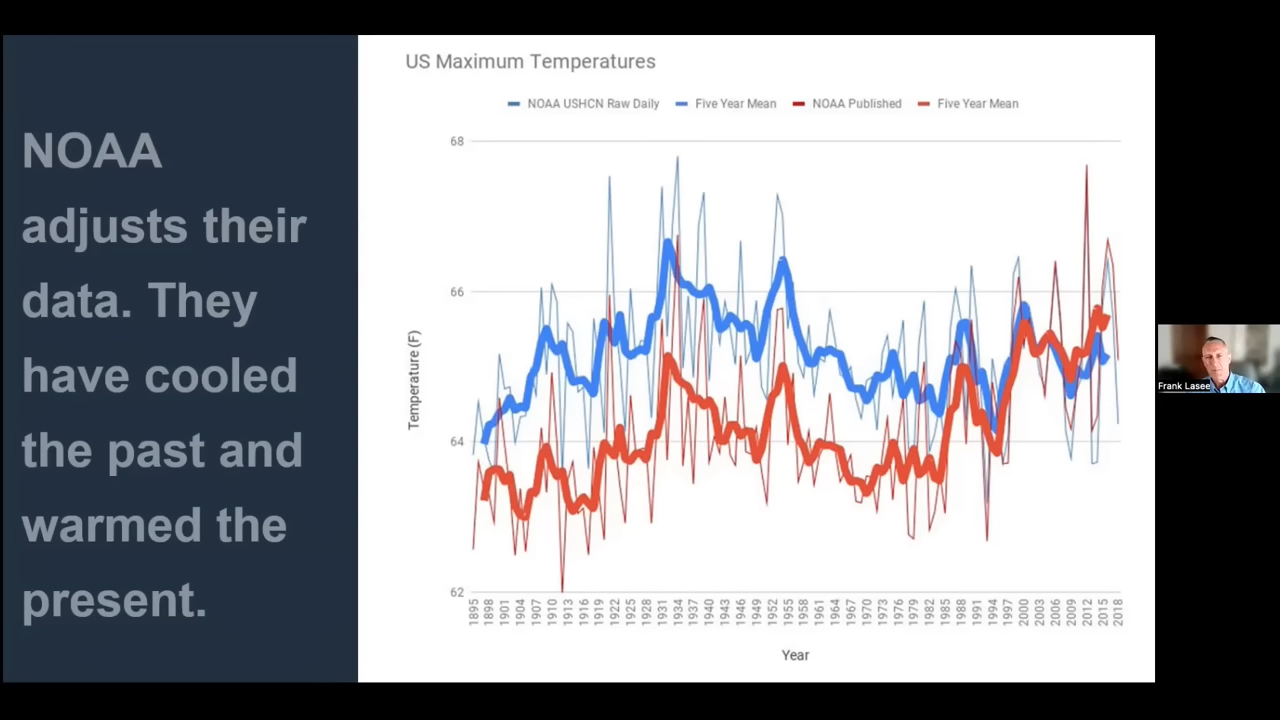 NOAA
adjusts their
data. They
have cooled
the past and
warmed the
present.
US Maximum Temperatures
NOAA USHCN Raw Daily Five Year Mean NOAA Published Five Year Mean
68
66
64
62
Temperature (F)
1895 1898 1901 1904 1907 1910 1913 1916 1919 1922 1925 1928 1931 1934 1937 1940 1943 1946 1949 1952 1955 1958 1961 1964 1967 1970 1973 1976 1979 1982 1985 1988 1991 1994 1997 2000 2003 2006 2009 2012 2015 2018
Year
Frank Lasee